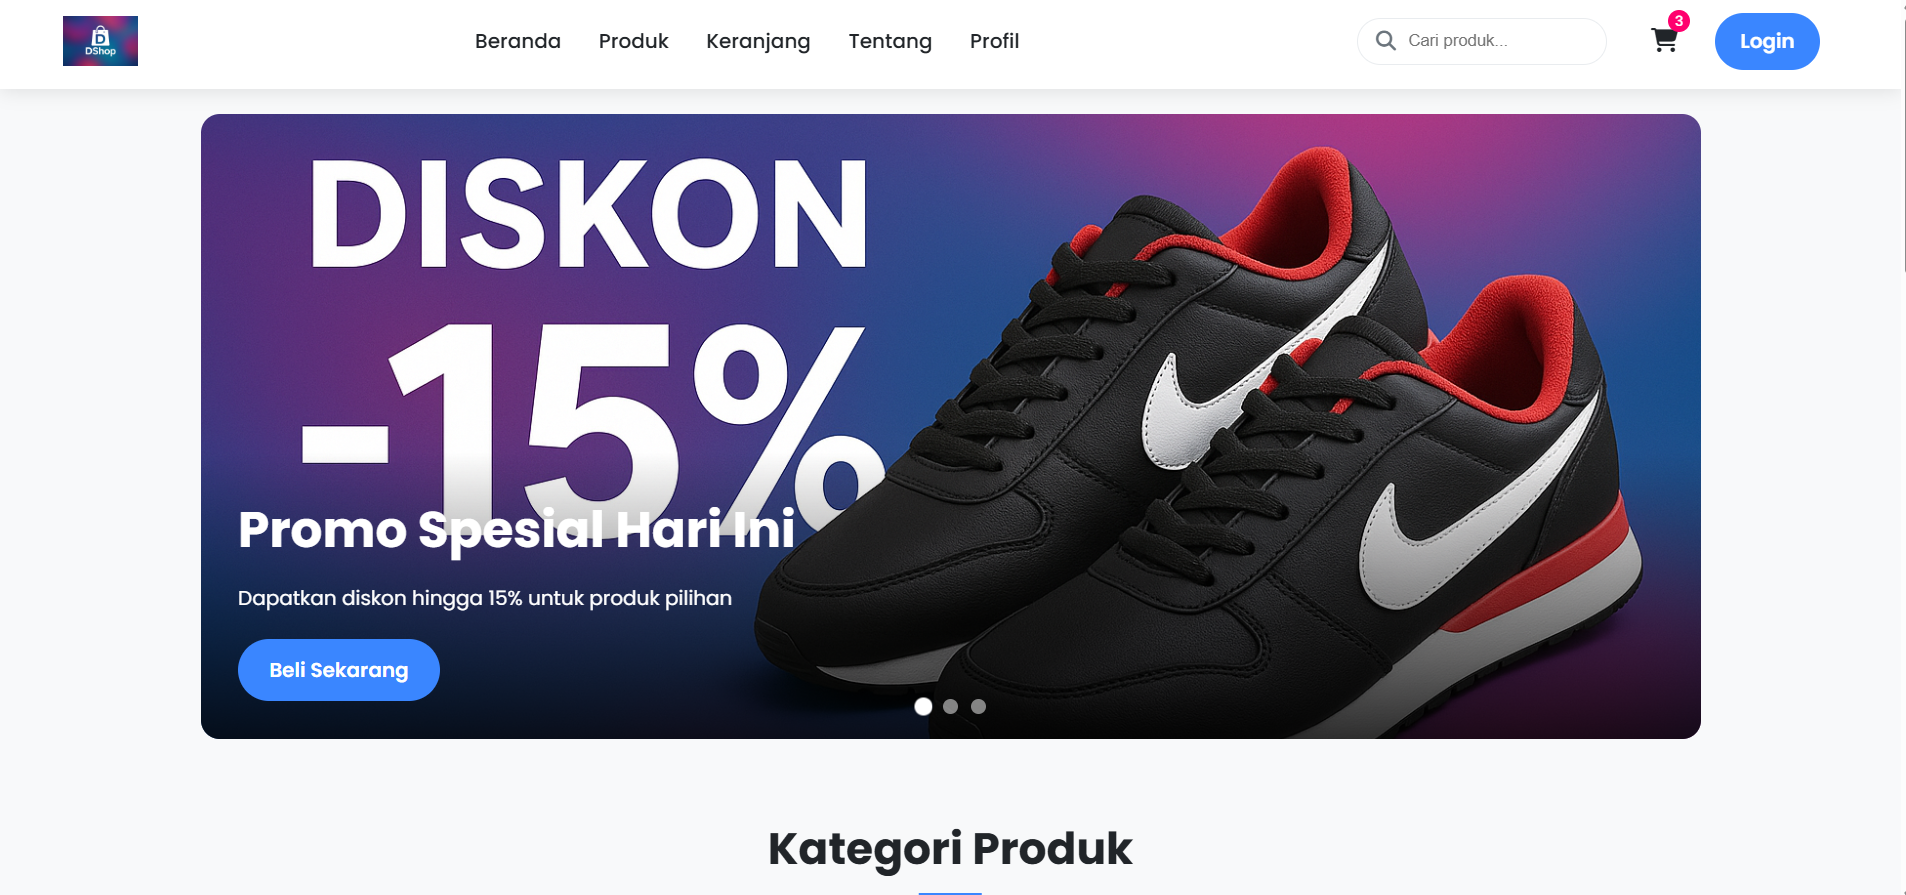 D
DShop
Beranda Produk Keranjang Tentang Profil
Cari produk...
3
Login
DISKON
-15%
Promo Spesial Hari Ini
Dapatkan diskon hingga 15% untuk produk pilihan
Beli Sekarang
Kategori Produk